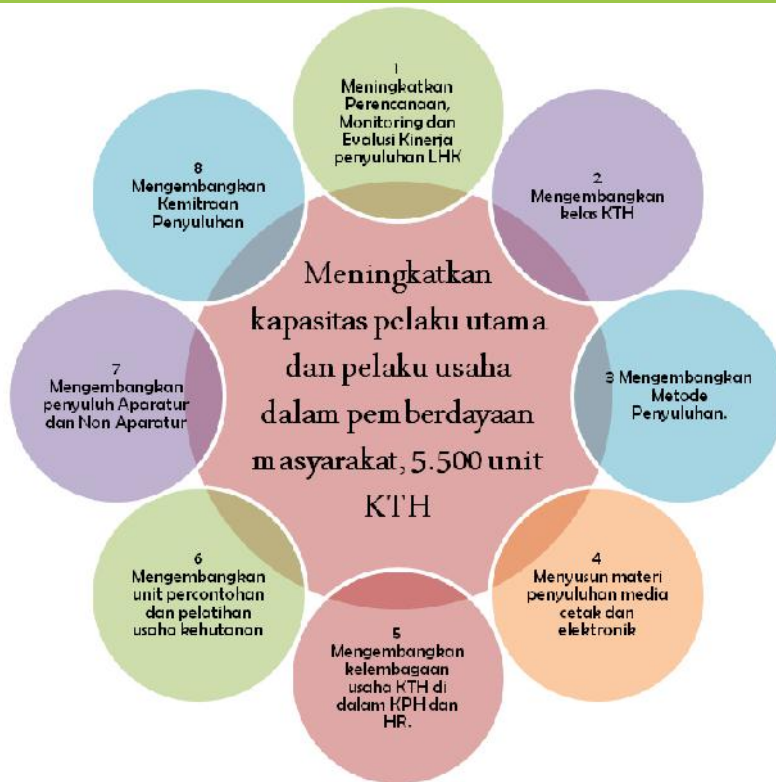 1
Meningkatkan
Perencanaan,
Monitoring dan
Evalusi Kinerja
penyuluhan LHK
2
Mengembangkan
kelas KTH
3 Mengembangkan
Metode
Penyuluhan.
4
Menyusun materi
penyuluhan media
cetak dan
elektronik
5
Mengembangkan
kelembagaan
usaha KTH di
dalam KPH dan
HR.
6
Mengembangkan
unit percontohan
dan pelatihan
usaha kehutanan
7
Mengembangkan
penyuluh Aparatur
dan Non Aparatur
8
Mengembangkan
Kemitraan
Penyuluhan
Meningkatkan
kapasitas pelaku utama
dan pelaku usaha
dalam pemberdayaan
masyarakat, 5.500 unit
KTH